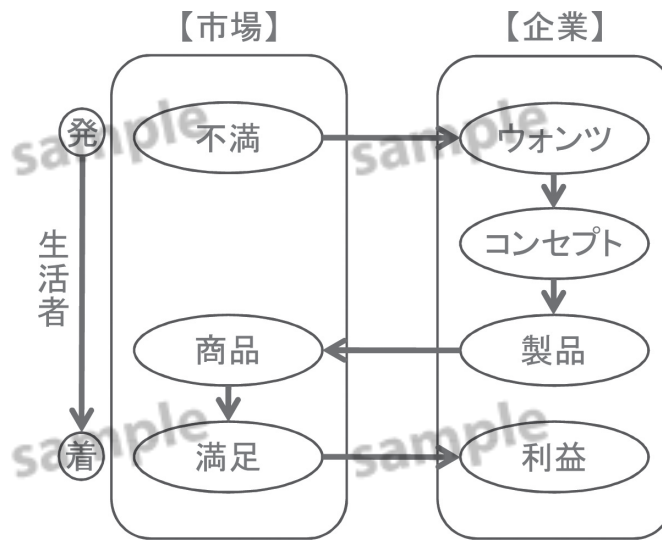 【市場】
【企業】
発
不満
ウォンツ
コンセプト
生活者
商品
製品
着
満足
利益
sample
sample
sample
sample